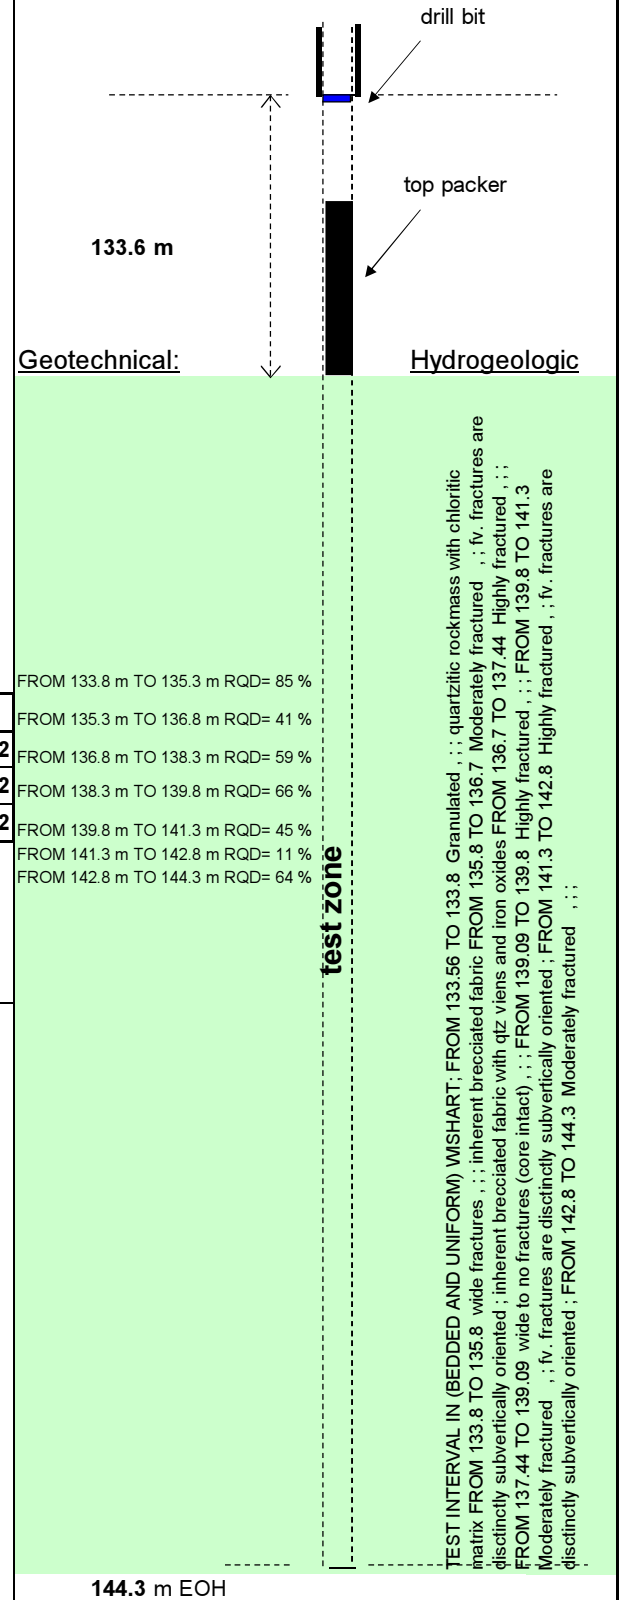 drill bit
top packer
133.6 m
Geotechnical:
Hydrogeologic
FROM 133.8 m TO 135.3 m RQD= 85 %
FROM 135.3 m TO 136.8 m RQD= 41 %
2
FROM 136.8 m TO 138.3 m RQD= 59 %
2
FROM 138.3 m TO 139.8 m RQD= 66 %
2
FROM 139.8 m TO 141.3 m RQD= 45 %
FROM 141.3 m TO 142.8 m RQD= 11 %
FROM 142.8 m TO 144.3 m RQD= 64 %
test zone
TEST INTERVAL IN (BEDDED AND UNIFORM) WISHART; FROM 133.56 TO 133.8 Granulated , ; ; quartzitic rockmass with chloritic
matrix FROM 133.8 TO 135.8 wide fractures , ; ; inherent brecciated fabric FROM 135.8 TO 136.7 Moderately fractured , ; fv. fractures are
disctinctly subvertically oriented ; inherent brecciated fabric with qtz viens and iron oxides FROM 136.7 TO 137.44 Highly fractured , ; ;
FROM 137.44 TO 139.09 wide to no fractures (core intact) , ; ; FROM 139.09 TO 139.8 Highly fractured , ; ; FROM 139.8 TO 141.3
Moderately fractured , ; fv. fractures are disctinctly subvertically oriented ; FROM 141.3 TO 142.8 Highly fractured , ; fv. fractures are
disctinctly subvertically oriented ; FROM 142.8 TO 144.3 Moderately fractured , ; ;
144.3 m EOH